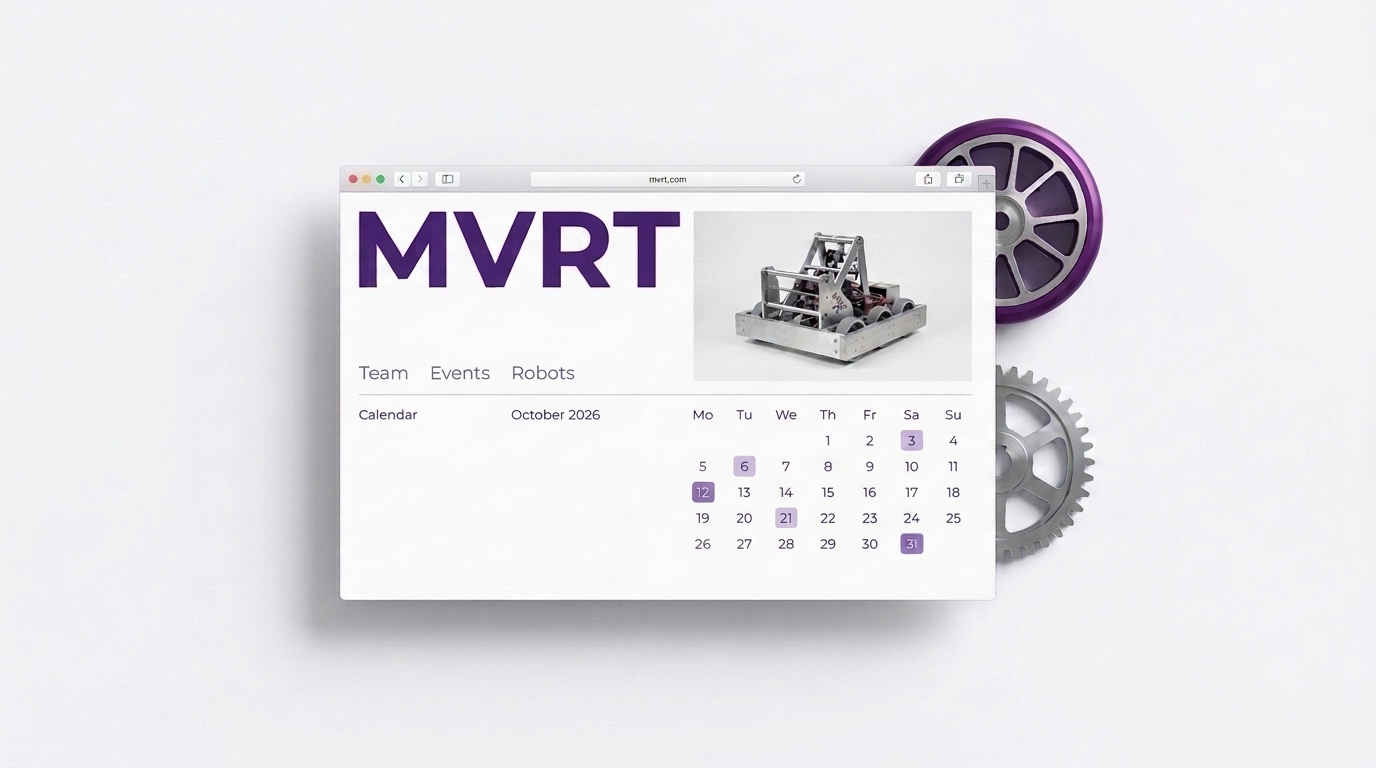 mvrt.com
MVRT
Team Events Robots
Calendar October 2026 Mo Tu We Th Fr Sa Su
1 2 3 4
5 6 7 8 9 10 11
12 13 14 15 16 17 18
19 20 21 22 23 24 25
26 27 28 29 30 31